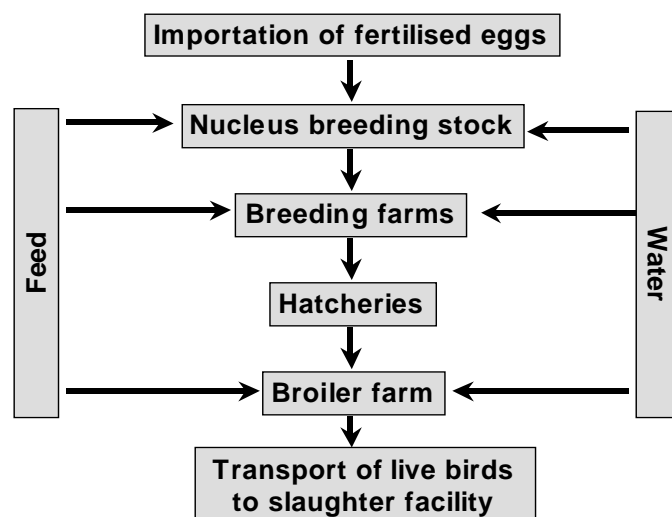 Importation of fertilised eggs
Nucleus breeding stock
Breeding farms
Feed
Water
Hatcheries
Broiler farm
Transport of live birds
to slaughter facility